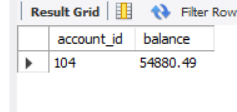 Result Grid Filter Row
account_id balance
104 54880.49